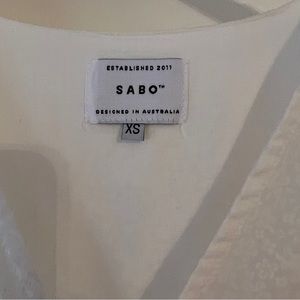 ESTABLISHED 2011
SABO™
DESIGNED IN AUSTRALIA
XS